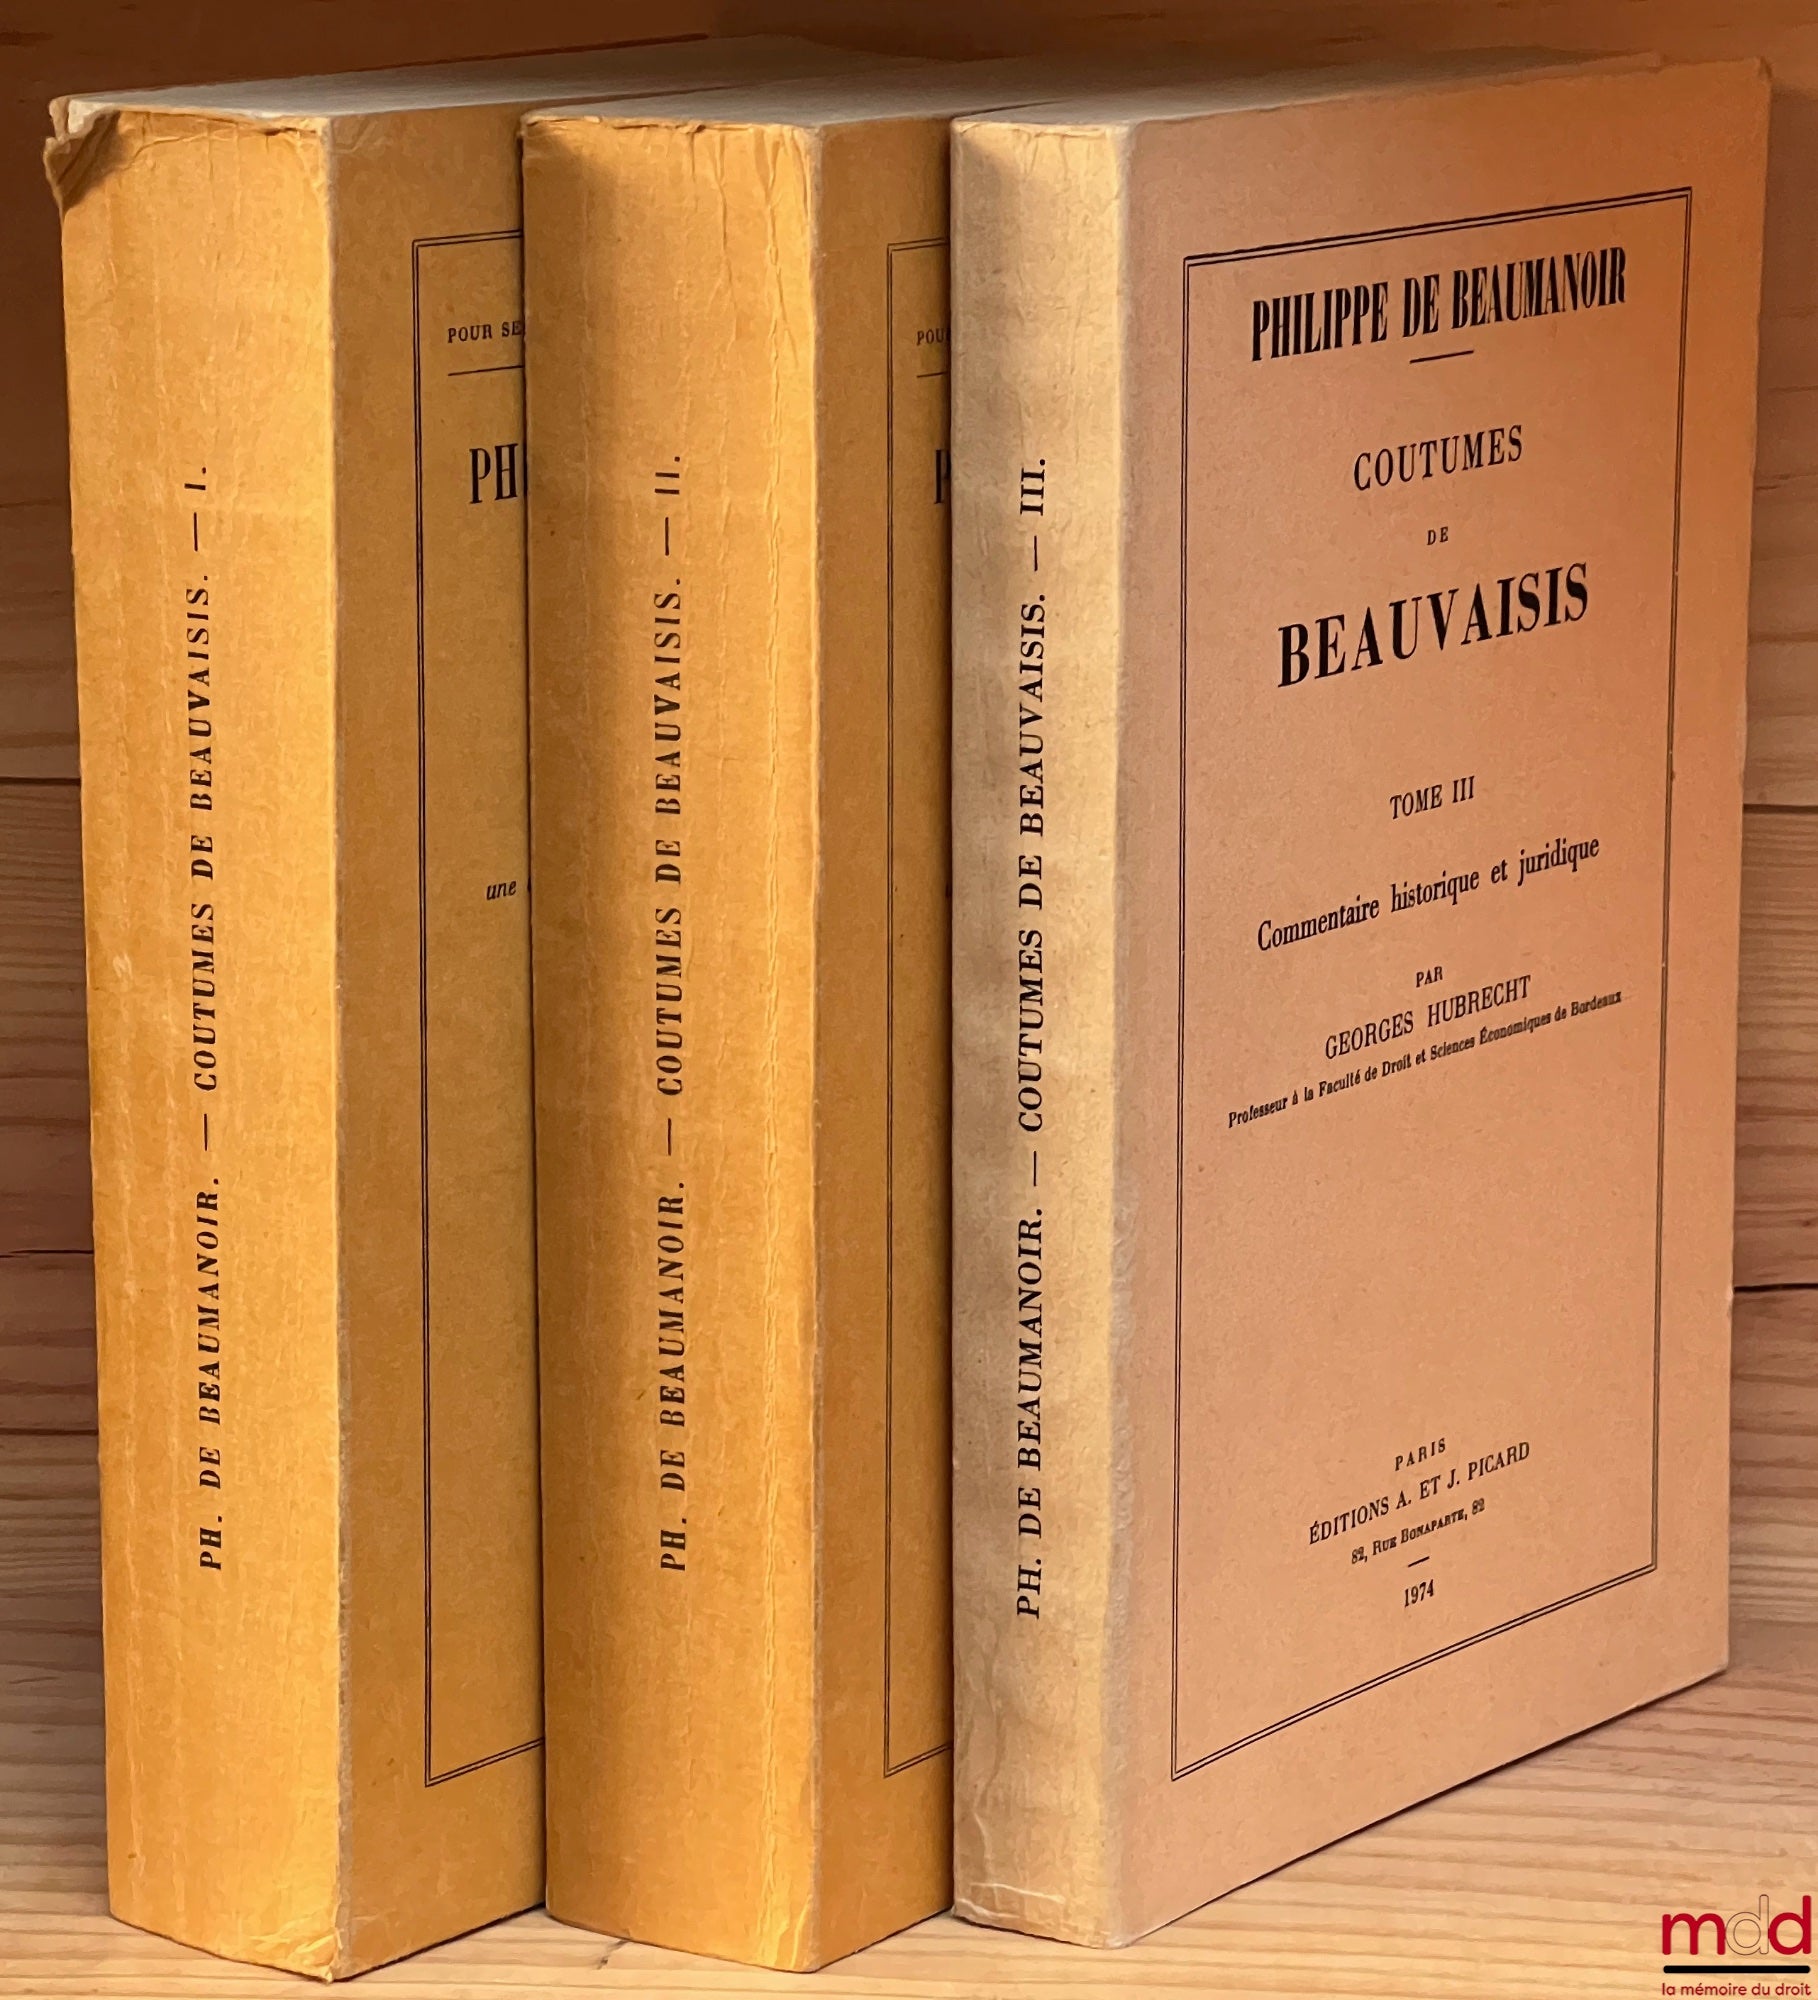 PH. DE BEAUMANOIR. — COUTUMES DE BEAUVAISIS. — I.
POUR
une
PH. DE BEAUMANOIR. — COUTUMES DE BEAUVAISIS. — II.
PH. DE BEAUMANOIR. — COUTUMES DE BEAUVAISIS. — III.
PHILIPPE DE BEAUMANOIR
COUTUMES
DE
BEAUVAISIS
TOME III
Commentaire historique et juridique
PAR
GEORGES HUBRECHT
Professeur à la Faculté de Droit et Sciences Économiques de Bordeaux
PARIS
ÉDITIONS A. ET J. PICARD
82, RUE BONAPARTE, 82
1974
mdd
la mémoire du droit